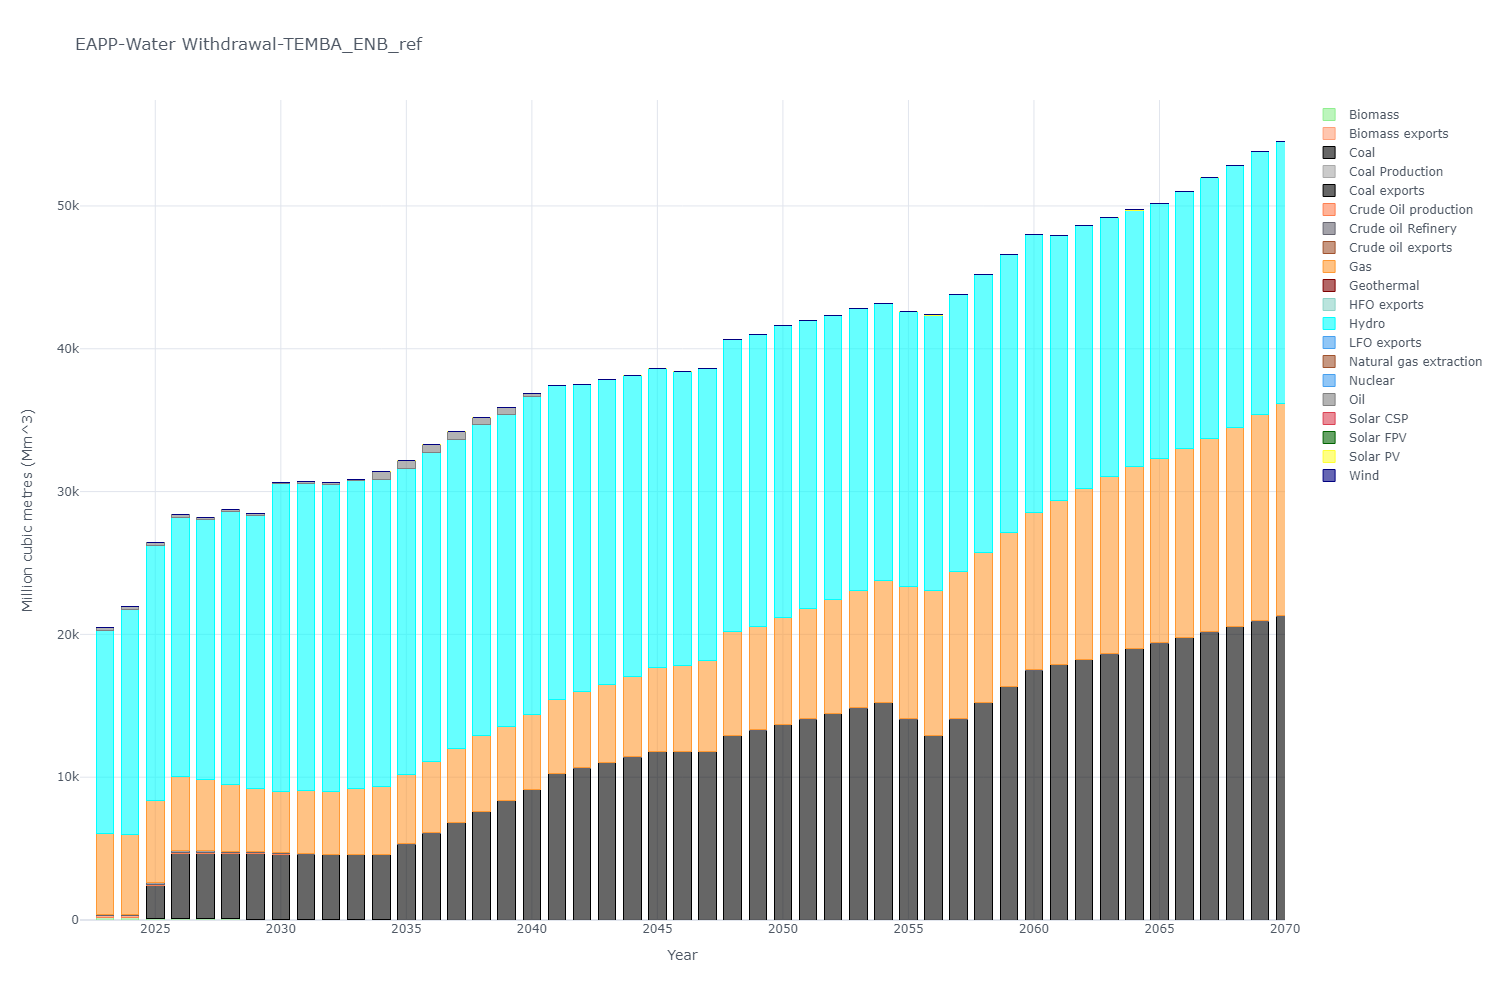 EAPP-Water Withdrawal-TEMBA_ENB_ref
Biomass
Biomass exports
Coal
Coal Production
Coal exports
Crude Oil production
Crude oil Refinery
Crude oil exports
Gas
Geothermal
HFO exports
Hydro
LFO exports
Natural gas extraction
Nuclear
Oil
Solar CSP
Solar FPV
Solar PV
Wind
Million cubic metres (Mm^3)
50k
40k
30k
20k
10k
0
2025 2030 2035 2040 2045 2050 2055 2060 2065 2070
Year